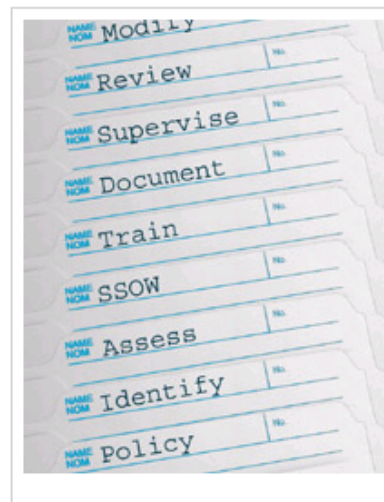 Modify
NAME
NOM
No.
Review
NAME
NOM
No.
Supervise
NAME
NOM
No.
Document
NAME
NOM
No.
Train
NAME
NOM
No.
SSOW
NAME
NOM
No.
Assess
NAME
NOM
No.
Identify
NAME
NOM
No.
Policy
NAME
NOM